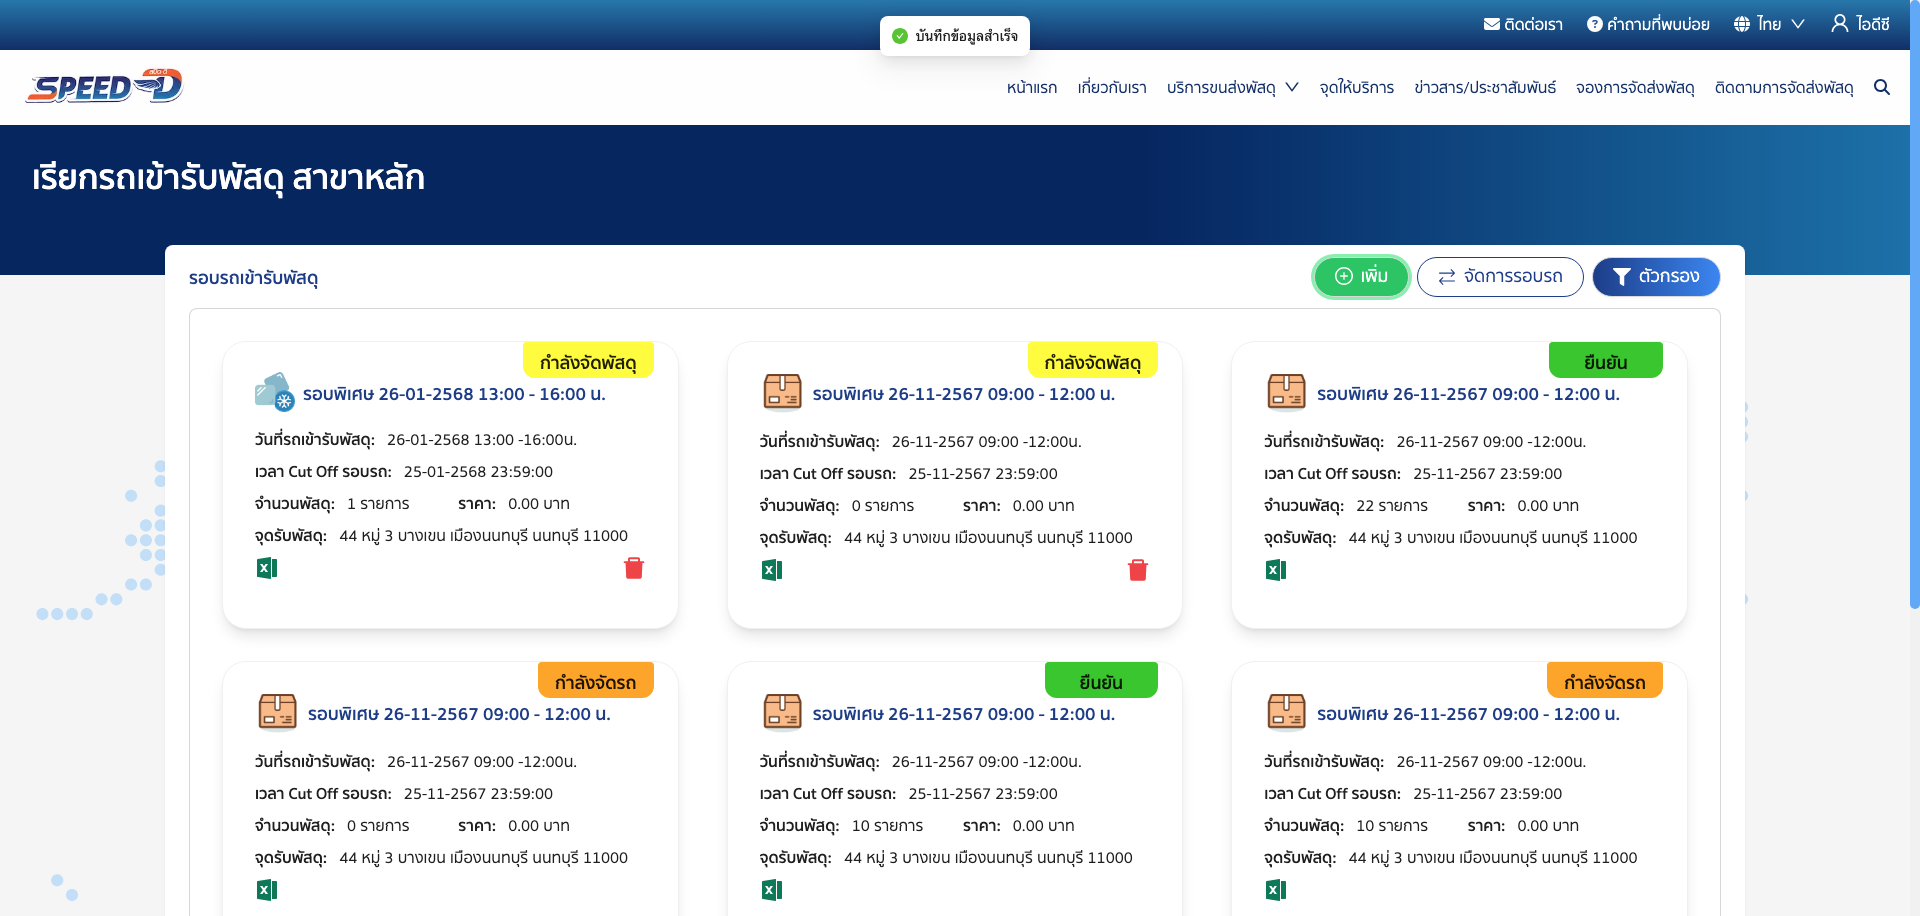 ติดต่อเรา
คำถามที่พบบ่อย
ไทย
ไอดีซี
บันทึกข้อมูลสำเร็จ
SPEED-D
สปีด-ดี
หน้าแรก
เกี่ยวกับเรา
บริการขนส่งพัสดุ
จุดให้บริการ
ข่าวสาร/ประชาสัมพันธ์
จองการจัดส่งพัสดุ
ติดตามการจัดส่งพัสดุ
เรียกรถเข้ารับพัสดุ สาขาหลัก
รอบรถเข้ารับพัสดุ
เพิ่ม
จัดการรอบรถ
ตัวกรอง
กำลังจัดพัสดุ
รอบพิเศษ 26-01-2568 13:00 - 16:00 น.
วันที่รถเข้ารับพัสดุ: 26-01-2568 13:00 -16:00น.
เวลา Cut Off รอบรถ: 25-01-2568 23:59:00
จำนวนพัสดุ: 1 รายการ ราคา: 0.00 บาท
จุดรับพัสดุ: 44 หมู่ 3 บางเขน เมืองนนทบุรี นนทบุรี 11000
กำลังจัดพัสดุ
รอบพิเศษ 26-11-2567 09:00 - 12:00 น.
วันที่รถเข้ารับพัสดุ: 26-11-2567 09:00 -12:00น.
เวลา Cut Off รอบรถ: 25-11-2567 23:59:00
จำนวนพัสดุ: 0 รายการ ราคา: 0.00 บาท
จุดรับพัสดุ: 44 หมู่ 3 บางเขน เมืองนนทบุรี นนทบุรี 11000
ยืนยัน
รอบพิเศษ 26-11-2567 09:00 - 12:00 น.
วันที่รถเข้ารับพัสดุ: 26-11-2567 09:00 -12:00น.
เวลา Cut Off รอบรถ: 25-11-2567 23:59:00
จำนวนพัสดุ: 22 รายการ ราคา: 0.00 บาท
จุดรับพัสดุ: 44 หมู่ 3 บางเขน เมืองนนทบุรี นนทบุรี 11000
กำลังจัดรถ
รอบพิเศษ 26-11-2567 09:00 - 12:00 น.
วันที่รถเข้ารับพัสดุ: 26-11-2567 09:00 -12:00น.
เวลา Cut Off รอบรถ: 25-11-2567 23:59:00
จำนวนพัสดุ: 0 รายการ ราคา: 0.00 บาท
จุดรับพัสดุ: 44 หมู่ 3 บางเขน เมืองนนทบุรี นนทบุรี 11000
ยืนยัน
รอบพิเศษ 26-11-2567 09:00 - 12:00 น.
วันที่รถเข้ารับพัสดุ: 26-11-2567 09:00 -12:00น.
เวลา Cut Off รอบรถ: 25-11-2567 23:59:00
จำนวนพัสดุ: 10 รายการ ราคา: 0.00 บาท
จุดรับพัสดุ: 44 หมู่ 3 บางเขน เมืองนนทบุรี นนทบุรี 11000
กำลังจัดรถ
รอบพิเศษ 26-11-2567 09:00 - 12:00 น.
วันที่รถเข้ารับพัสดุ: 26-11-2567 09:00 -12:00น.
เวลา Cut Off รอบรถ: 25-11-2567 23:59:00
จำนวนพัสดุ: 10 รายการ ราคา: 0.00 บาท
จุดรับพัสดุ: 44 หมู่ 3 บางเขน เมืองนนทบุรี นนทบุรี 11000